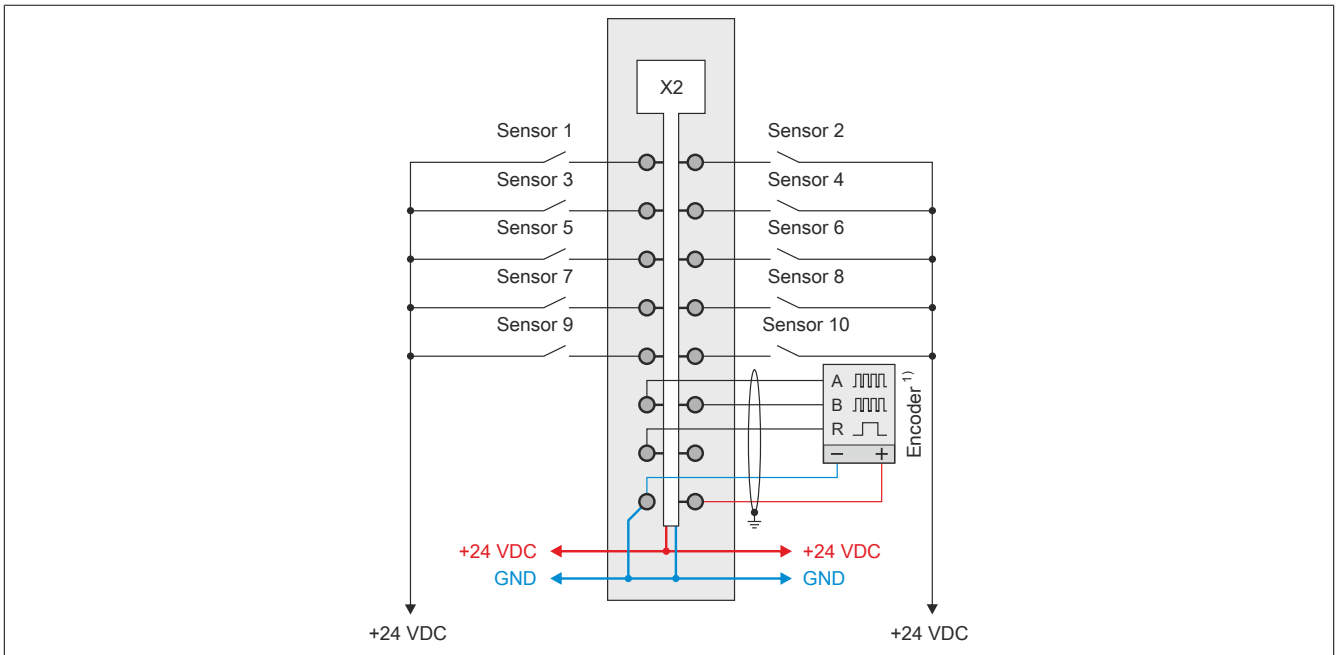 X2
Sensor 1
Sensor 2
Sensor 3
Sensor 4
Sensor 5
Sensor 6
Sensor 7
Sensor 8
Sensor 9
Sensor 10
A
B
R
− +
Encoder 1)
+24 VDC
+24 VDC
GND
GND
+24 VDC
+24 VDC